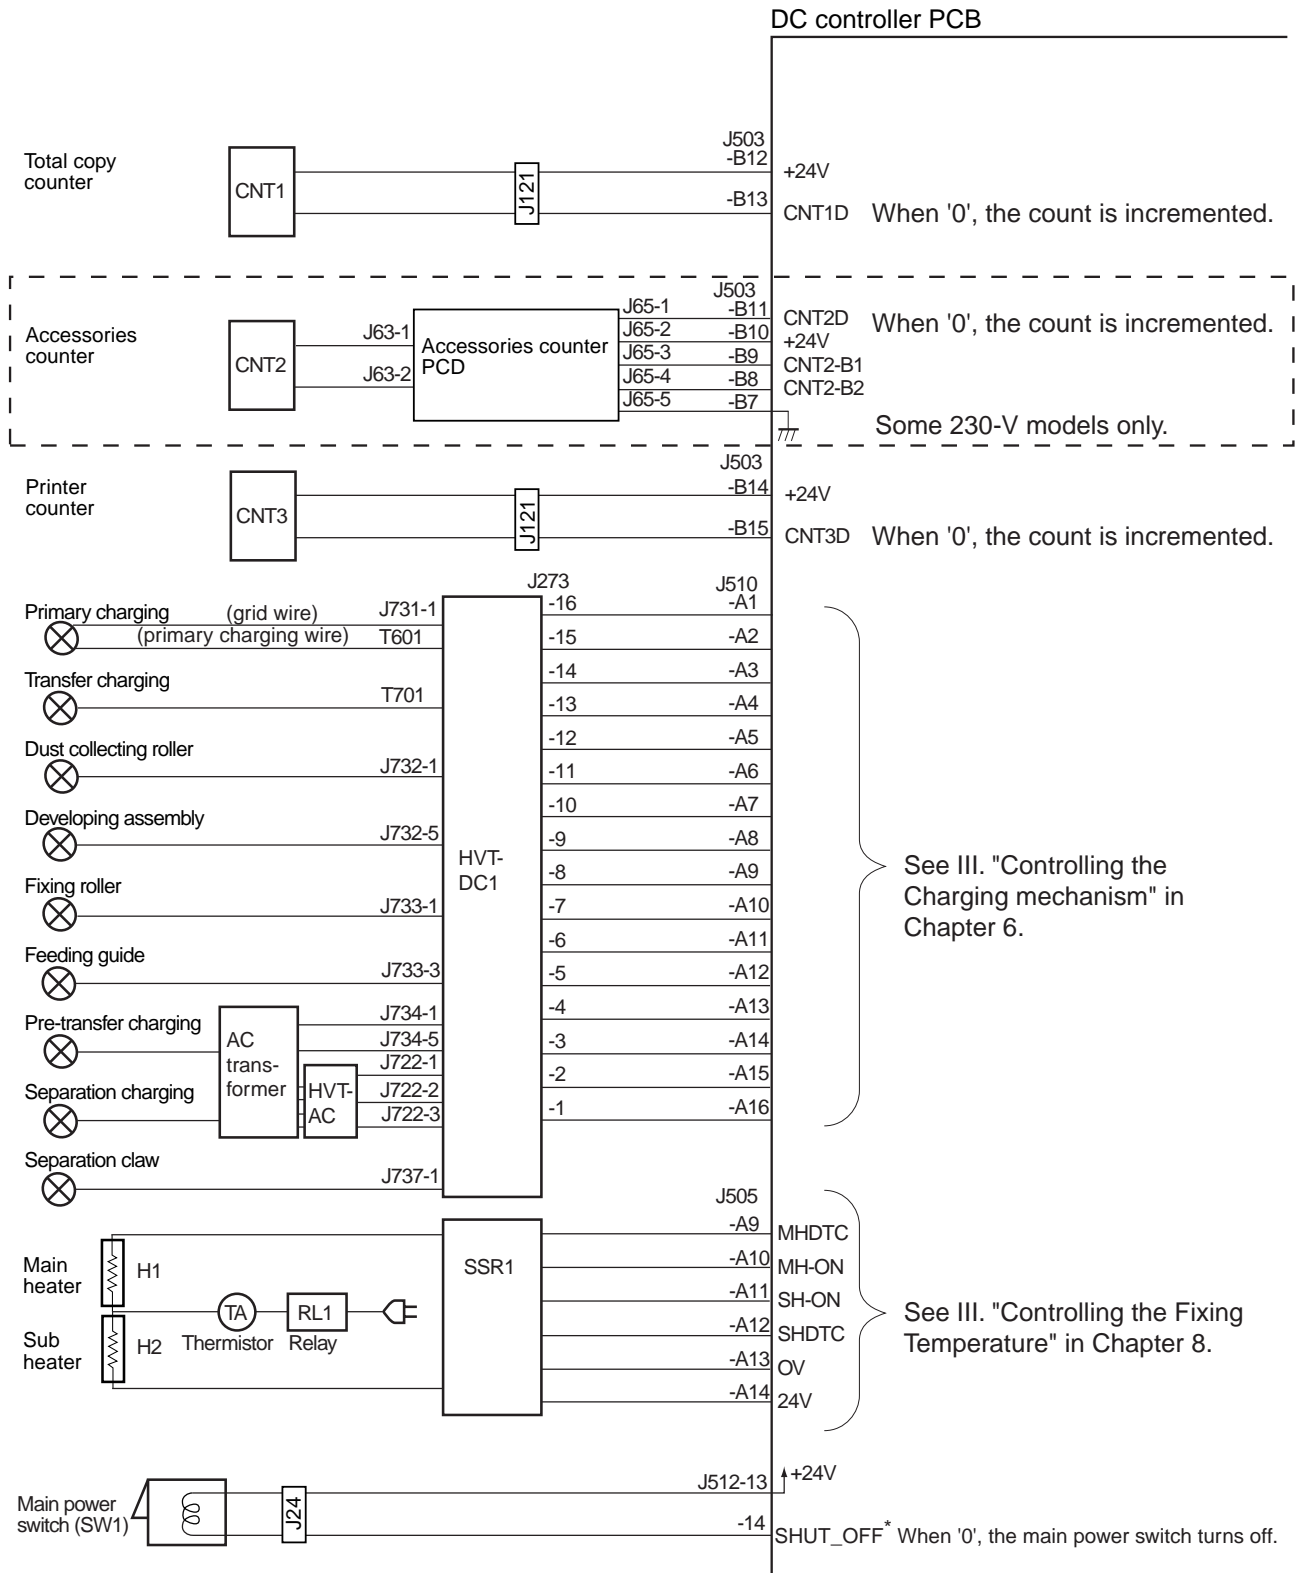 DC controller PCB
Total copy
counter
CNT1
J121
J503
-B12
+24V
-B13
CNT1D When '0', the count is incremented.
Accessories
counter
CNT2
J63-1
J63-2
Accessories counter
PCD
J65-1
J65-2
J65-3
J65-4
J65-5
J503
-B11
-B10
-B9
-B8
-B7
CNT2D When '0', the count is incremented.
+24V
CNT2-B1
CNT2-B2
Some 230-V models only.
Printer
counter
CNT3
J121
J503
-B14
+24V
-B15
CNT3D When '0', the count is incremented.
J273
J510
Primary charging
(grid wire)
J731-1
(primary charging wire)
T601
Transfer charging
T701
Dust collecting roller
J732-1
Developing assembly
J732-5
Fixing roller
J733-1
Feeding guide
J733-3
Pre-transfer charging
AC
trans-
former
J734-1
J734-5
J722-1
Separation charging
HVT-
AC
J722-2
J722-3
Separation claw
J737-1
HVT-
DC1
-16 -A1
-15 -A2
-14 -A3
-13 -A4
-12 -A5
-11 -A6
-10 -A7
-9 -A8
-8 -A9
-7 -A10
-6 -A11
-5 -A12
-4 -A13
-3 -A14
-2 -A15
-1 -A16
See III. "Controlling the
Charging mechanism" in
Chapter 6.
Main
heater
H1
Sub
heater
H2
TA
Thermistor
RL1
Relay
SSR1
J505
-A9 MHDTC
-A10 MH-ON
-A11 SH-ON
-A12 SHDTC
-A13 OV
-A14 24V
See III. "Controlling the Fixing
Temperature" in Chapter 8.
Main power
switch (SW1)
J24
J512-13
+24V
-14
SHUT_OFF* When '0', the main power switch turns off.